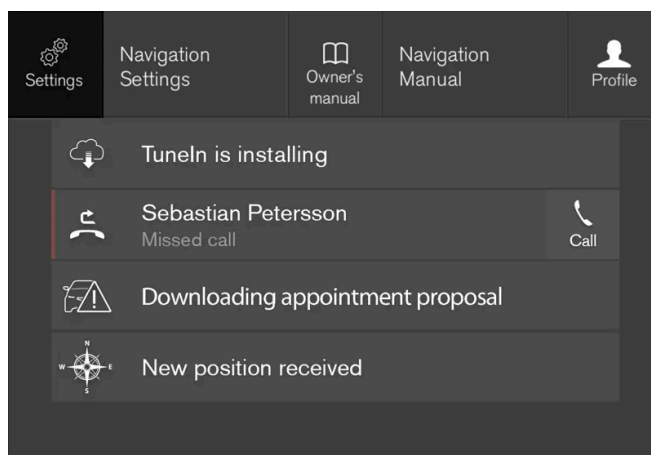 Settings
Navigation
Settings
Owner's
manual
Navigation
Manual
Profile
TuneIn is installing
Sebastian Petersson
Missed call
Call
Downloading appointment proposal
N
W
E
S
New position received